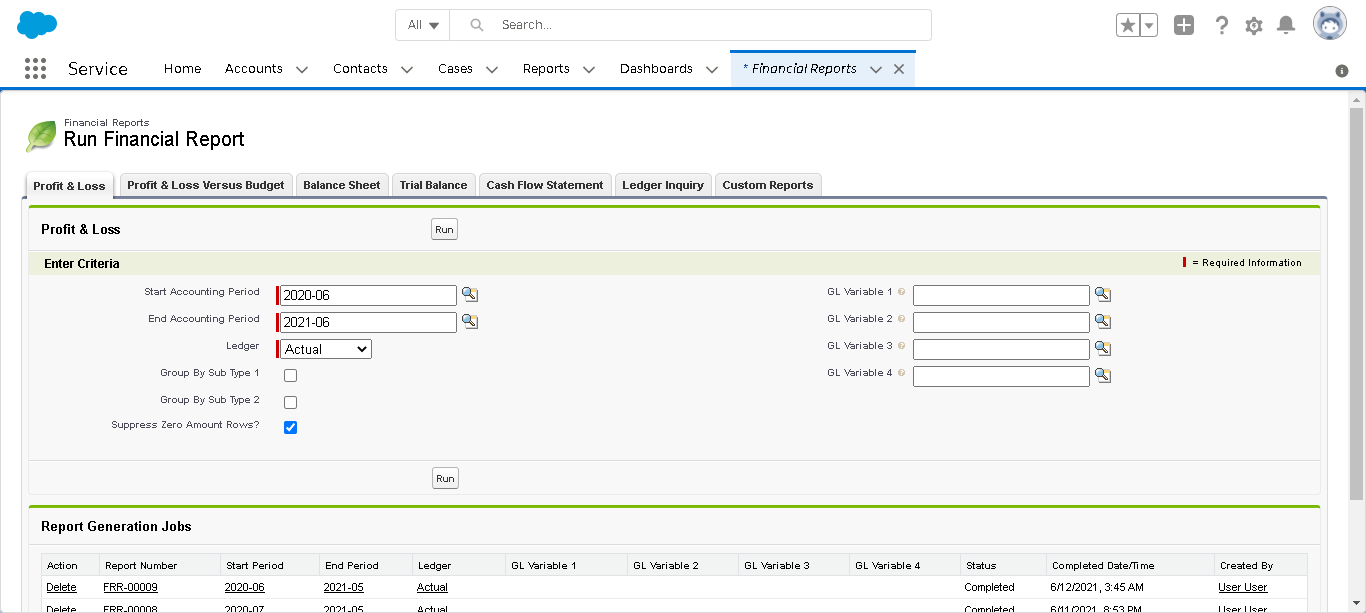 All
Search...
Service
Home
Accounts
Contacts
Cases
Reports
Dashboards
* Financial Reports
Financial Reports
Run Financial Report
Profit & Loss
Profit & Loss Versus Budget
Balance Sheet
Trial Balance
Cash Flow Statement
Ledger Inquiry
Custom Reports
Profit & Loss
Run
Enter Criteria
= Required Information
Start Accounting Period
2020-06
GL Variable 1
End Accounting Period
2021-06
GL Variable 2
Ledger
Actual
GL Variable 3
Group By Sub Type 1
GL Variable 4
Group By Sub Type 2
Suppress Zero Amount Rows?
Run
Report Generation Jobs
Action Report Number Start Period End Period Ledger GL Variable 1 GL Variable 2 GL Variable 3 GL Variable 4 Status Completed Date/Time Created By
Delete FRR-00009 2020-06 2021-05 Actual Completed 6/12/2021, 3:45 AM User User
Delete FRR-00008 2020-07 2021-05 Actual Completed 6/11/2021, 8:53 PM User User